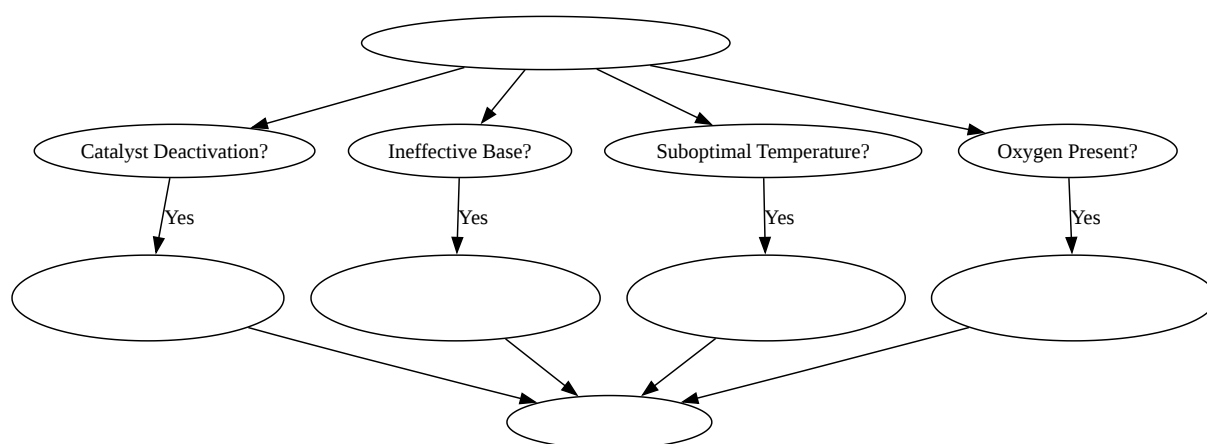 Catalyst Deactivation?
Ineffective Base?
Suboptimal Temperature?
Oxygen Present?
Yes
Yes
Yes
Yes